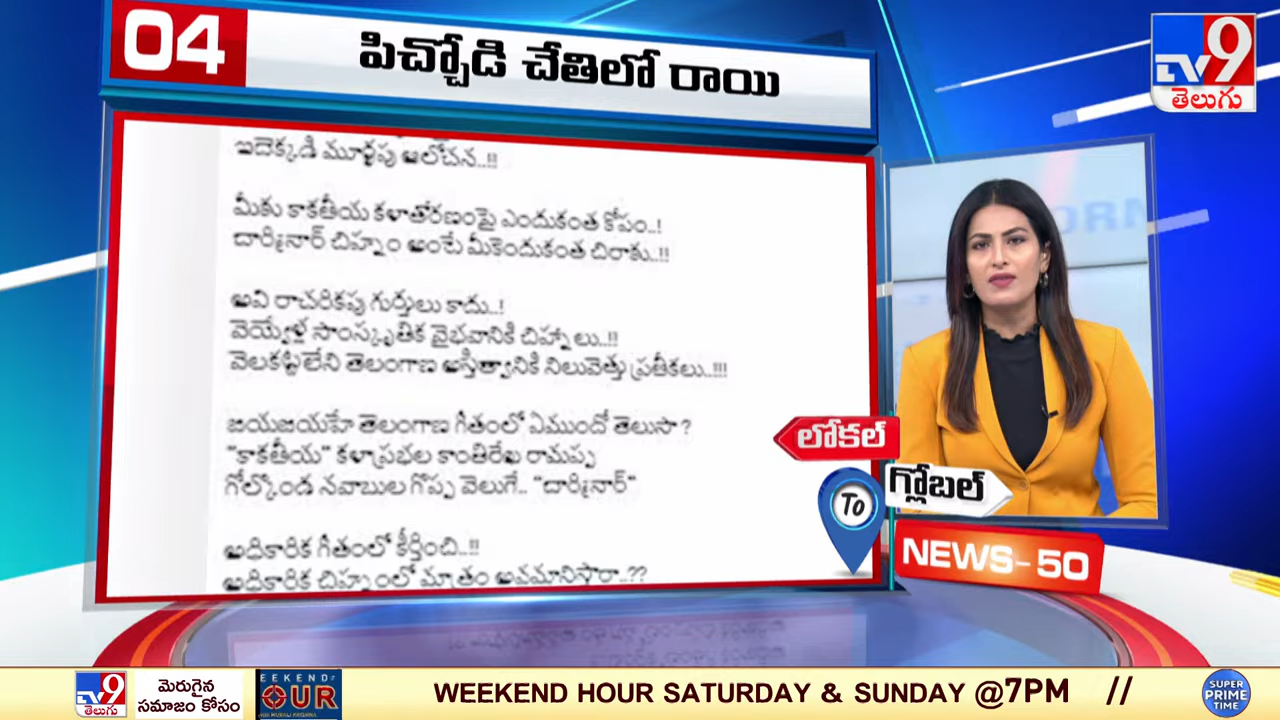 04
పిచ్చోడి చేతిలో రాయి
TV9
తెలుగు
ఇదెక్కడి మూర్ఖపు ఆలోచన..!!
మీకు కాకతీయ కళాతోరణంపై ఎందుకంత కోపం..!
చార్మినార్ చిహ్నం అంటే మీకెందుకంత చిరాకు..!!
అవి రాచరికపు గుర్తులు కాదు..!
వెయ్యేళ్ల సాంస్కృతిక వైభవానికి చిహ్నాలు..!!
వెలకట్టలేని తెలంగాణ అస్తిత్వానికి నిలువెత్తు ప్రతీకలు..!!!
జయజయహే తెలంగాణ గీతంలో ఏముందో తెలుసా?
"కాకతీయ" కళాప్రభల కాంతిరేఖ రామప్ప
గోల్కొండ నవాబుల గొప్ప వెలుగే.. "చార్మినార్"
అధికారిక గీతంలో కీర్తించి..!!
అధికారిక చిహ్నంలో మాత్రం అవమానిస్తారా..??
లోకల్
To
గ్లోబల్
NEWS-50
TV9
తెలుగు
మెరుగైన
సమాజం కోసం
WEEKEND HOUR SATURDAY & SUNDAY @7PM //
SUPER
PRIME
TIME